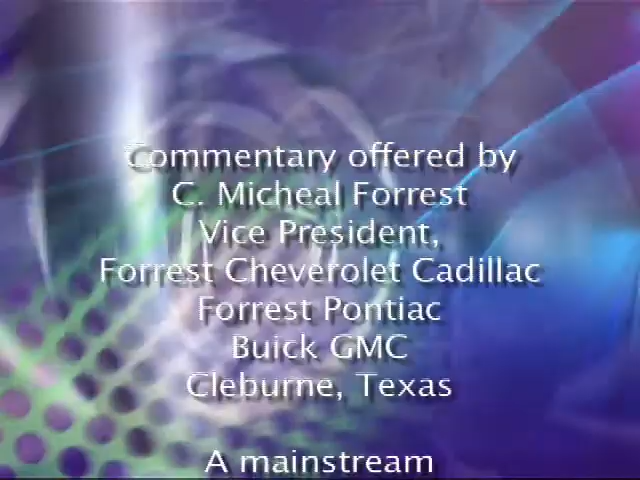 Commentary offered by
C. Micheal Forrest
Vice President,
Forrest Cheverolet Cadillac
Forrest Pontiac
Buick GMC
Cleburne, Texas
A mainstream